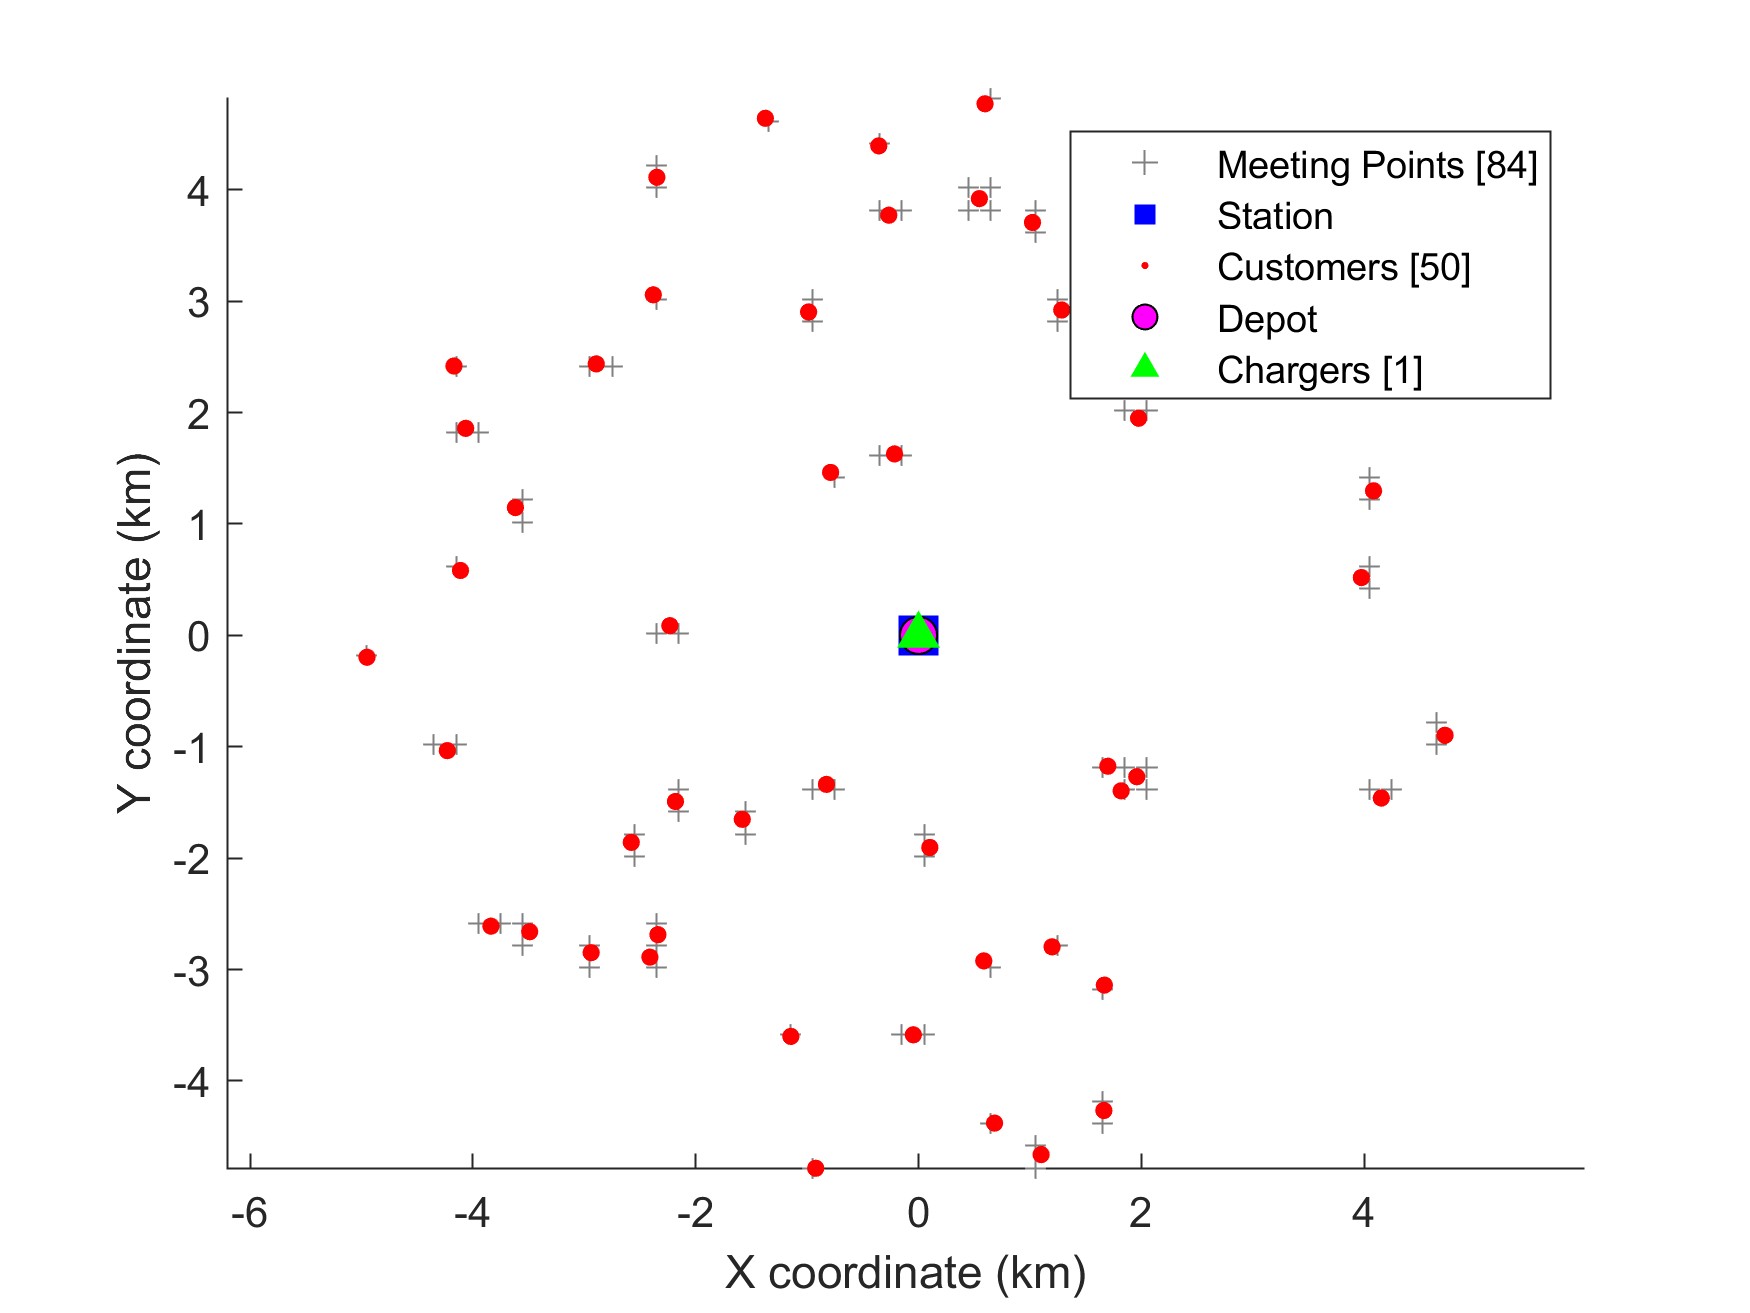 4
3
2
1
0
-1
-2
-3
-4
Y coordinate (km)
Meeting Points [84]
Station
Customers [50]
Depot
Chargers [1]
-6 -4 -2 0 2 4
X coordinate (km)